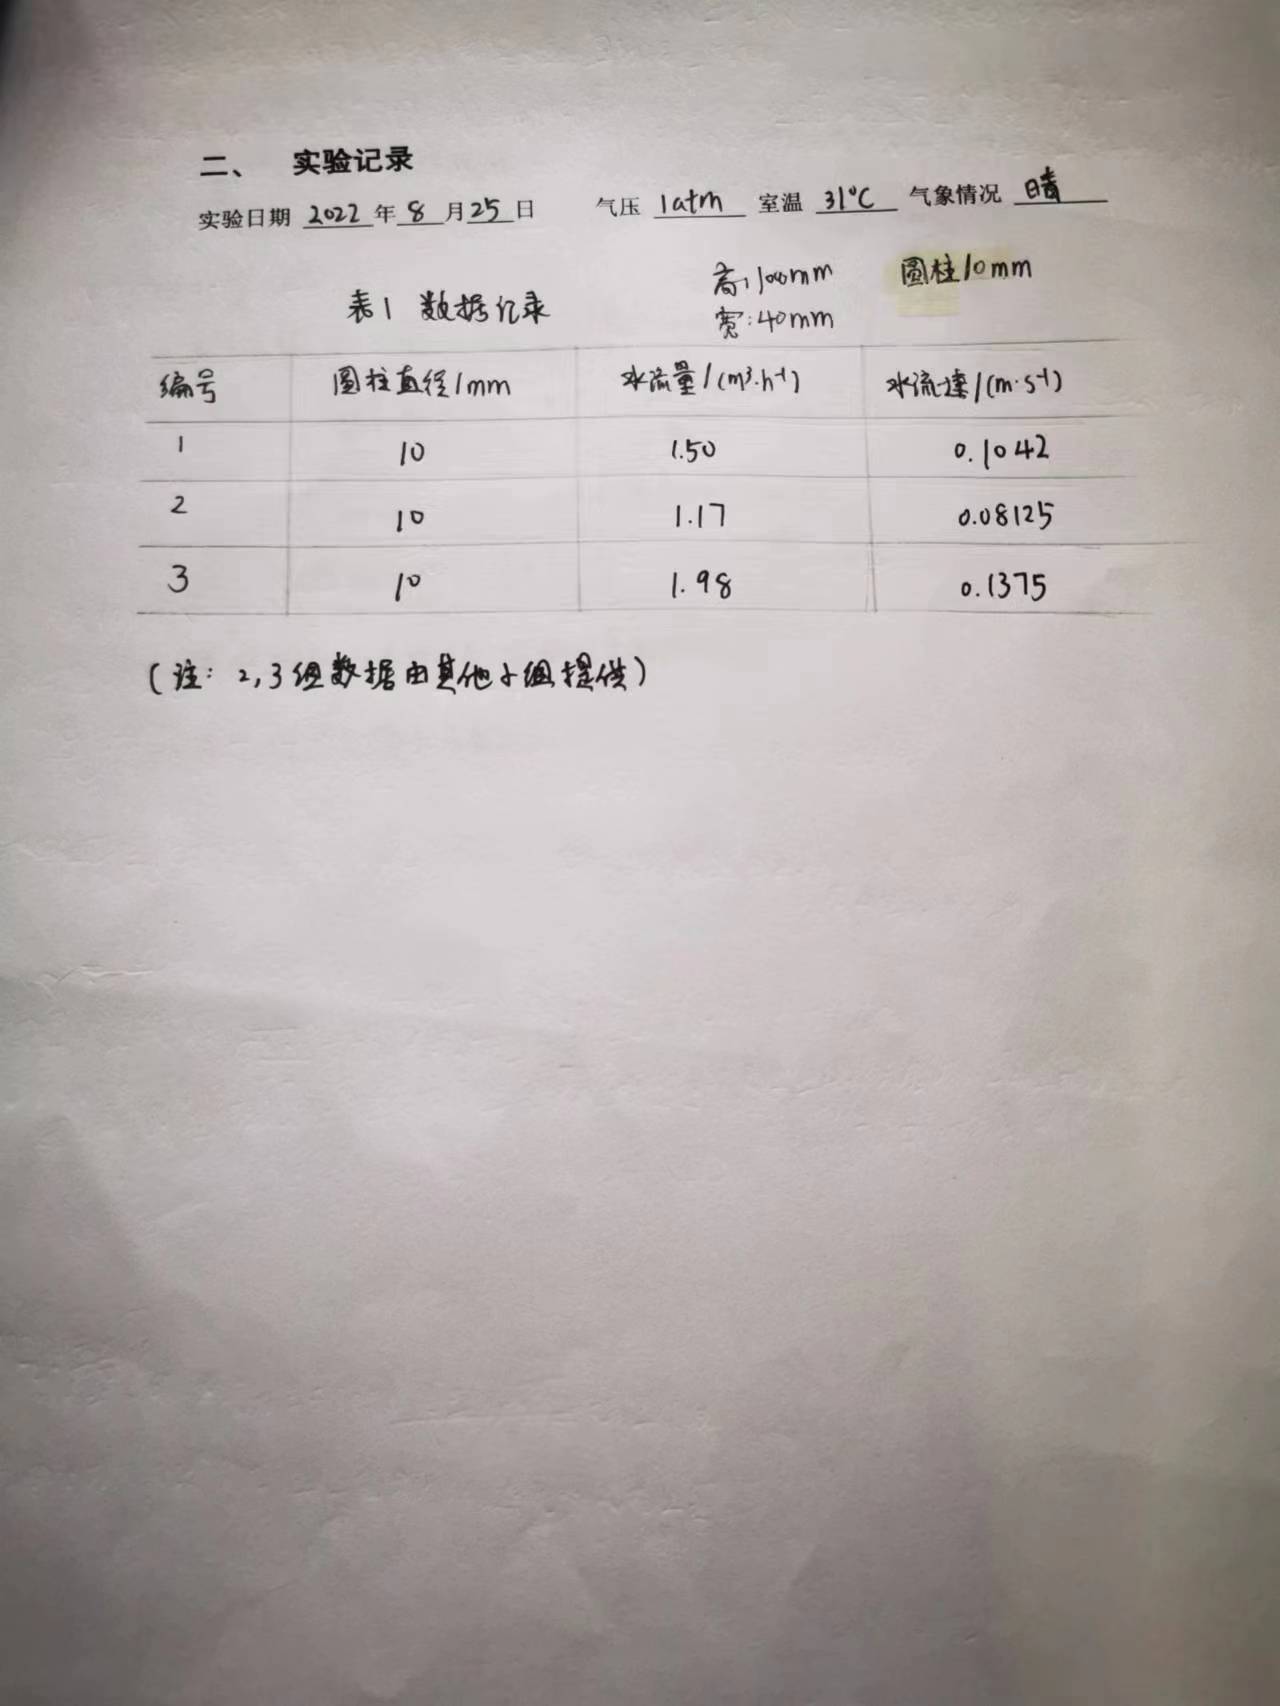 二、 实验记录
实验日期 2022 年 8 月 25 日 气压 1atm 室温 31°C 气象情况 晴
高:100mm 圆柱10mm
表1 数据记录
宽:40mm
编号 圆柱直径/mm 水流量/(m³·h⁻¹) 水流速/(m·s⁻¹)
1 10 1.50 0.1042
2 10 1.17 0.08125
3 10 1.98 0.1375
(注: 2,3组数据由其他小组提供)